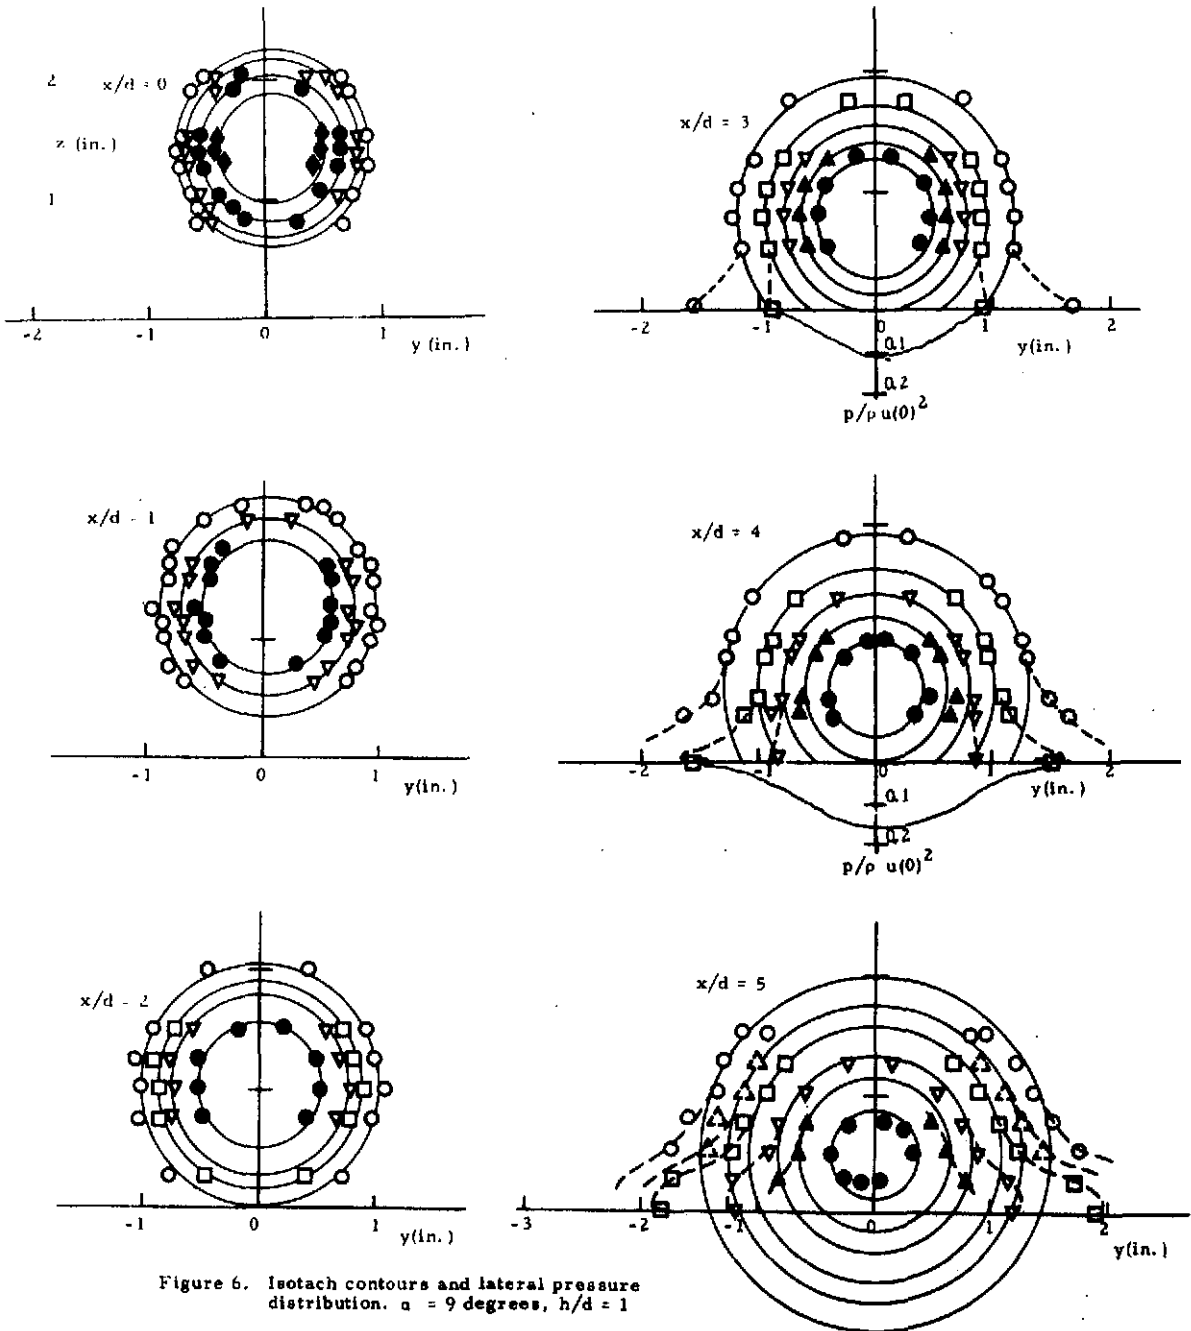 2 x/d = 0
z (in.)
1
-2 -1 0 1
y (in.)
x/d = 3
-2 -1 0 1 2
0.1 y(in.)
0.2
p/ρ u(0)²
x/d - 1
-1 0 1
y(in.)
x/d = 4
-2 -1 0 1 2
0.1 y(in.)
0.2
p/ρ u(0)²
x/d - 2
-1 0 1
y(in.)
x/d = 5
-3 -2 -1 0 1 2
y(in.)
Figure 6. Isotach contours and lateral pressure
distribution. α = 9 degrees, h/d = 1